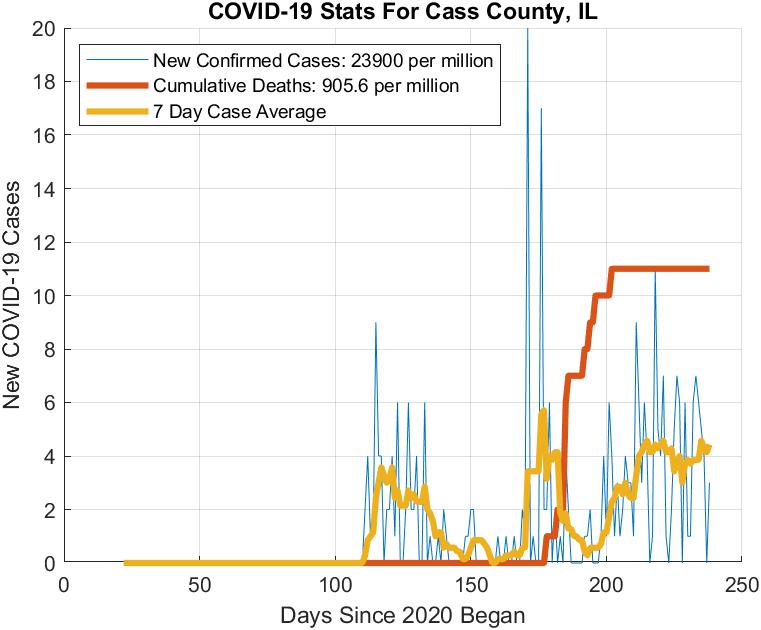 COVID-19 Stats For Cass County, IL
New Confirmed Cases: 23900 per million
Cumulative Deaths: 905.6 per million
7 Day Case Average
New COVID-19 Cases
20
18
16
14
12
10
8
6
4
2
0
0 50 100 150 200 250
Days Since 2020 Began